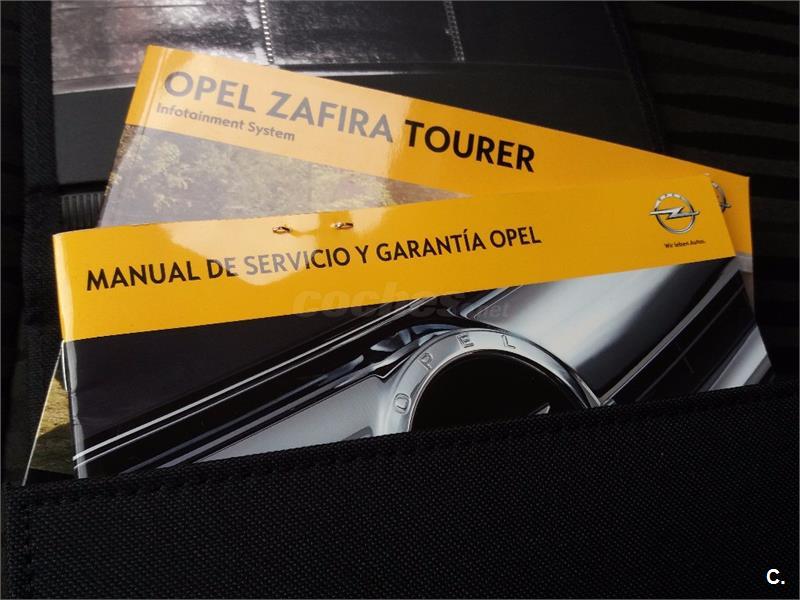 OPEL ZAFIRA TOURER
Infotainment System
MANUAL DE SERVICIO Y GARANTÍA OPEL
Wir leben Autos.
coches.net
OPEL
C.